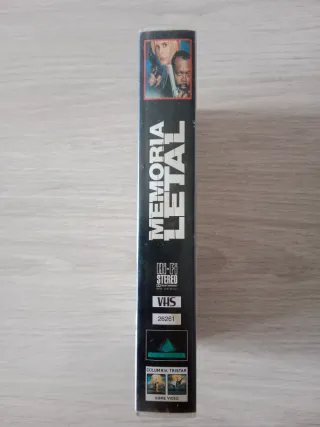 MEMORIA
LETAL
Hi-Fi
STEREO
VHS
26261
COLUMBIA TRISTAR
HOME VIDEO